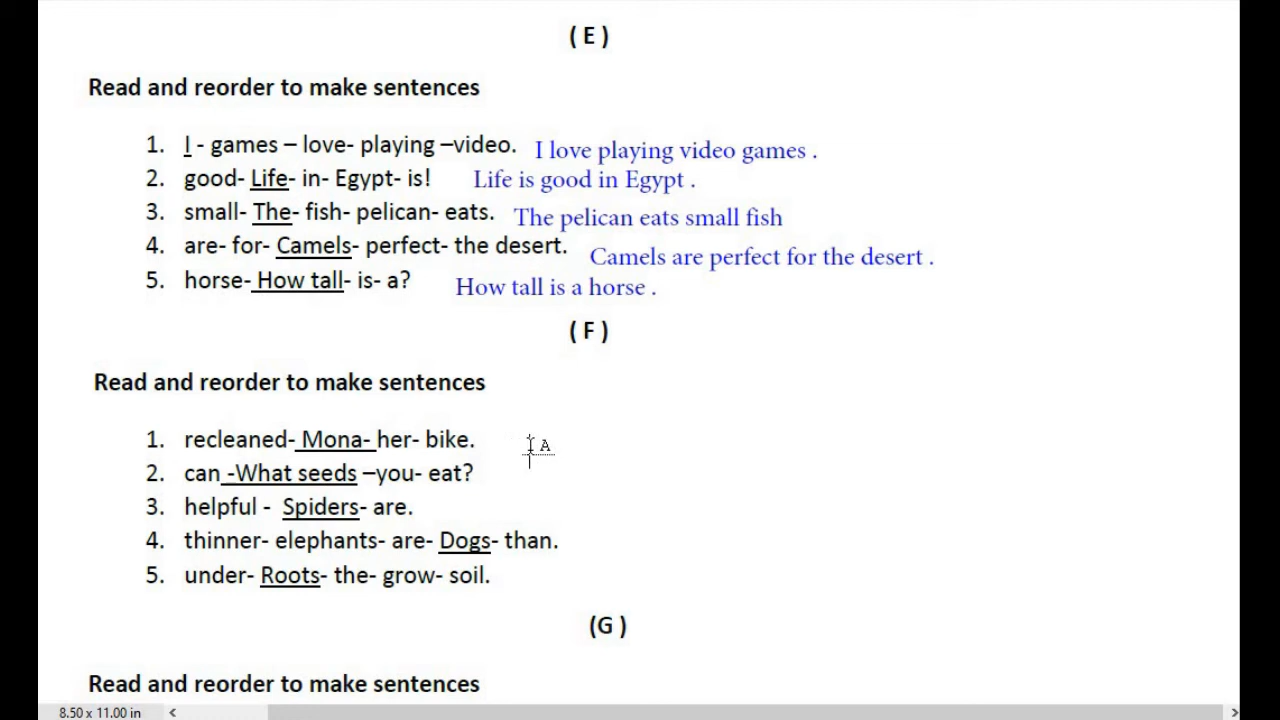 ( E )
Read and reorder to make sentences
1. I - games – love- playing –video. I love playing video games .
2. good- Life- in- Egypt- is! Life is good in Egypt .
3. small- The- fish- pelican- eats. The pelican eats small fish
4. are- for- Camels- perfect- the desert. Camels are perfect for the desert .
5. horse- How tall- is- a? How tall is a horse .
( F )
Read and reorder to make sentences
1. recleaned- Mona- her- bike.
A
2. can -What seeds –you- eat?
3. helpful - Spiders- are.
4. thinner- elephants- are- Dogs- than.
5. under- Roots- the- grow- soil.
(G )
Read and reorder to make sentences
8.50 x 11.00 in